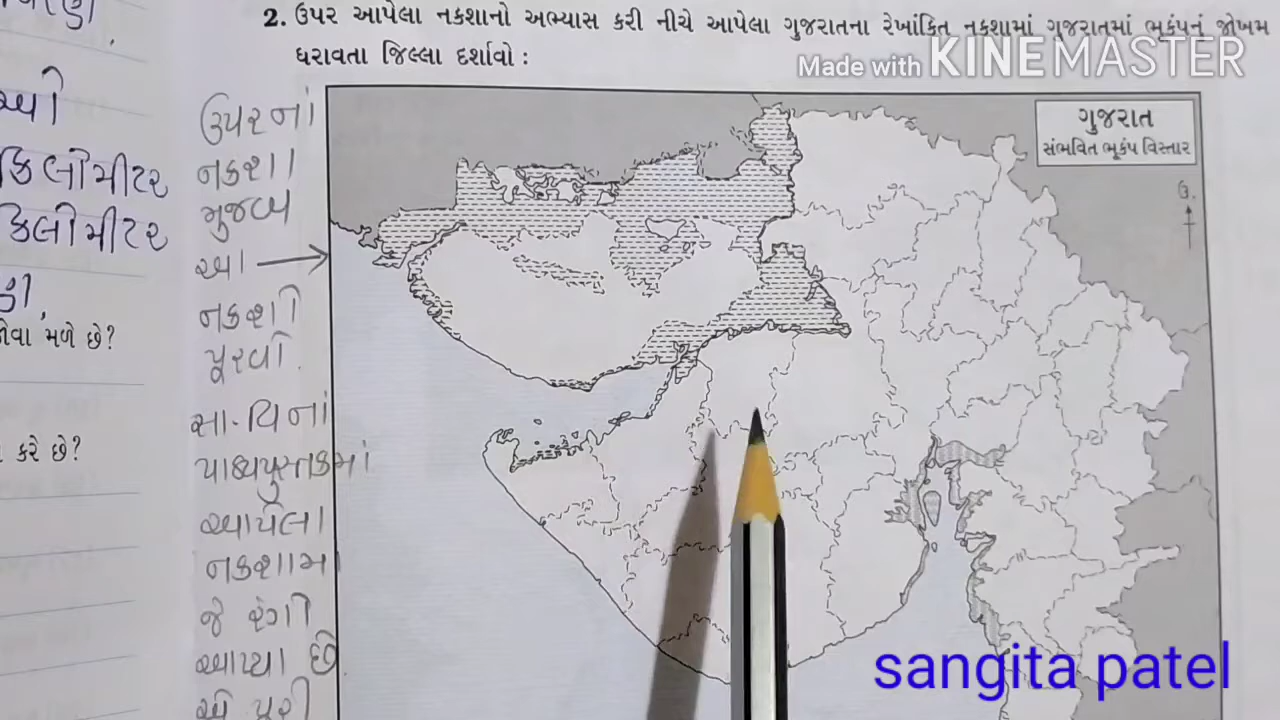 2. ઉપર આપેલા નકશાનો અભ્યાસ કરી નીચે આપેલા ગુજરાતના રેખાંકિત નકશામાં ગુજરાતમાં ભૂકંપનું જોખમ
ધરાવતા જિલ્લા દર્શાવો :
Made with KINEMASTER
ગુજરાત
સંભવિત ભૂકંપ વિસ્તાર
ઉ.
ઉપરનાં
નકશા
મુજબ
આ
નકશો
પૂરવો.
સા.વિ.નાં
પાઠ્યપુસ્તકમાં
આપેલા
નકશામાં
જે રંગો
આપ્યા છે
એ પૂરો
કિલોમીટર
કિલોમીટર
જોવા મળે છે?
કરે છે?
sangita patel